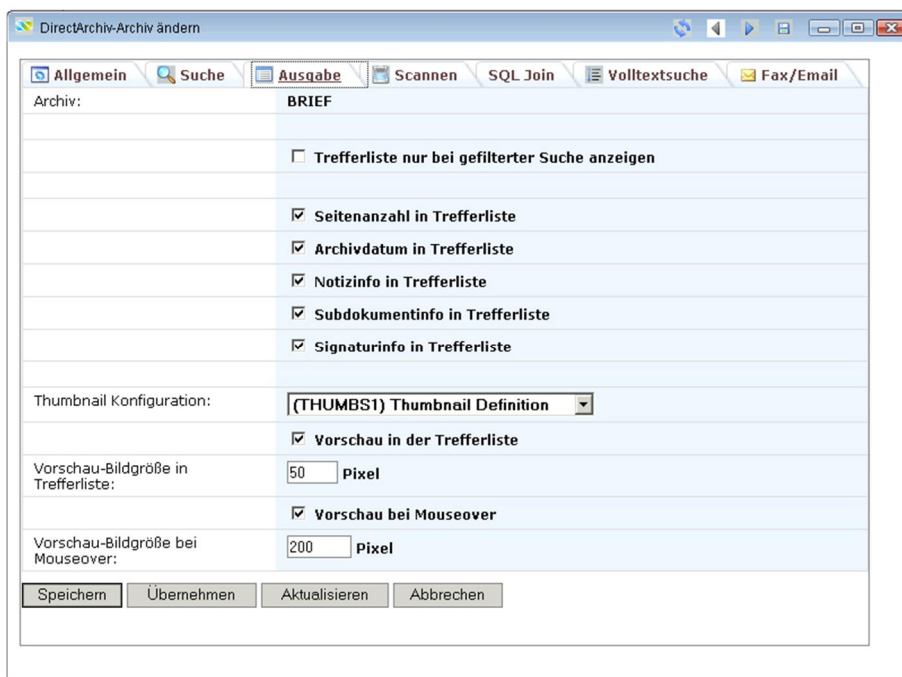 DirectArchiv-Archiv ändern
Allgemein Suche Ausgabe Scannen SQL Join Volltextsuche Fax/Email
Archiv: BRIEF
Trefferliste nur bei gefilterter Suche anzeigen
Seitenanzahl in Trefferliste
Archivdatum in Trefferliste
Notizinfo in Trefferliste
Subdokumentinfo in Trefferliste
Signaturinfo in Trefferliste
Thumbnail Konfiguration: (THUMBS1) Thumbnail Definition
Vorschau in der Trefferliste
Vorschau-Bildgröße in
Trefferliste: 50 Pixel
Vorschau bei Mouseover
Vorschau-Bildgröße bei
Mouseover: 200 Pixel
Speichern Übernehmen Aktualisieren Abbrechen